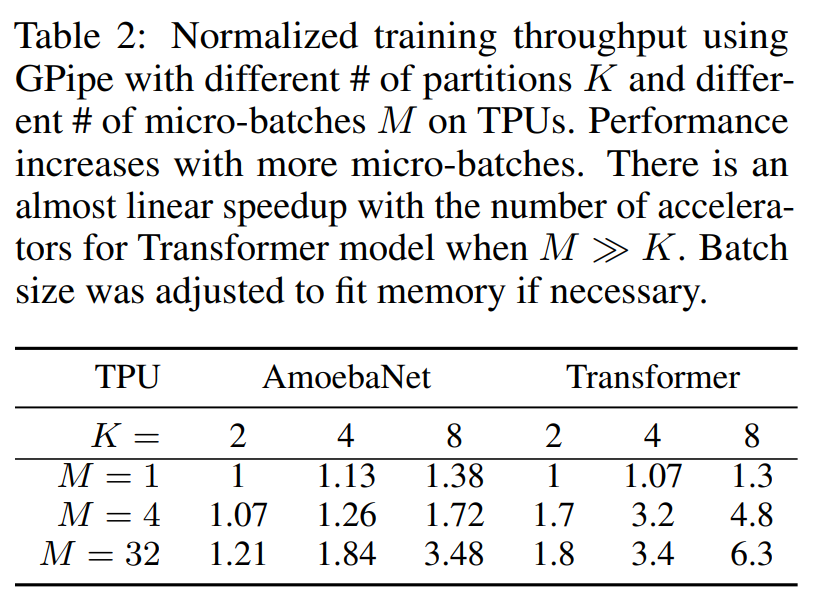 Table 2: Normalized training throughput using
GPipe with different # of partitions K and differ-
ent # of micro-batches M on TPUs. Performance
increases with more micro-batches. There is an
almost linear speedup with the number of accelera-
tors for Transformer model when M ≫ K. Batch
size was adjusted to fit memory if necessary.
TPU AmoebaNet Transformer
K = 2 4 8 2 4 8
M = 1 1 1.13 1.38 1 1.07 1.3
M = 4 1.07 1.26 1.72 1.7 3.2 4.8
M = 32 1.21 1.84 3.48 1.8 3.4 6.3